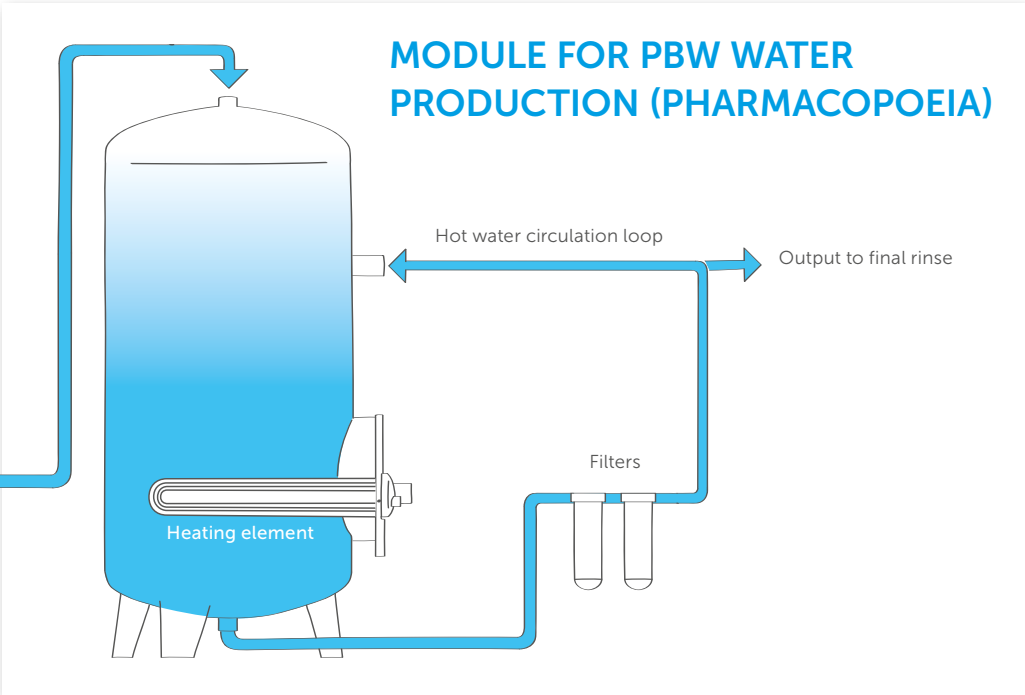 MODULE FOR PBW WATER
PRODUCTION (PHARMACOPOEIA)
Hot water circulation loop
Output to final rinse
Filters
Heating element